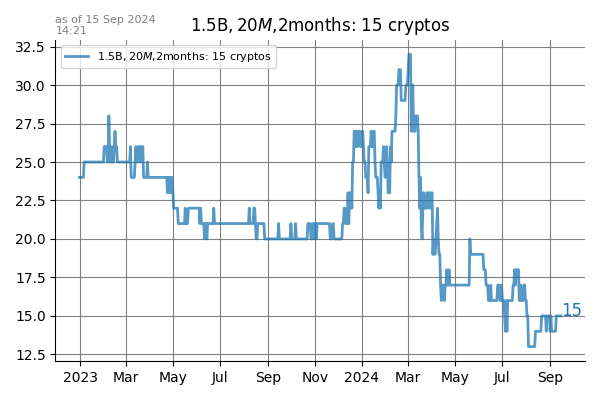 as of 15 Sep 2024
14:21
1.5B, 20M,2months: 15 cryptos
1.5B, 20M,2months: 15 cryptos
32.5
30.0
27.5
25.0
22.5
20.0
17.5
15.0
12.5
15
2023 Mar May Jul Sep Nov 2024 Mar May Jul Sep